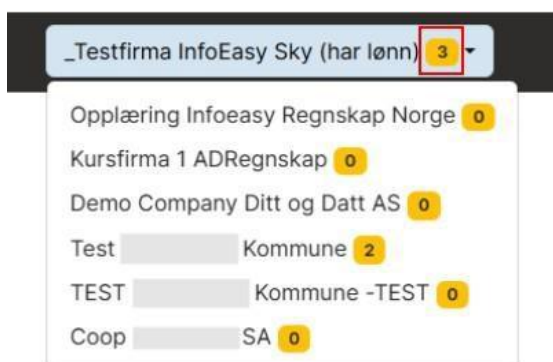 _Testfirma InfoEasy Sky (har lønn) 3
Opplæring Infoeasy Regnskap Norge 0
Kursfirma 1 ADRegnskap 0
Demo Company Ditt og Datt AS 0
Test Kommune 2
TEST Kommune -TEST 0
Coop SA 0